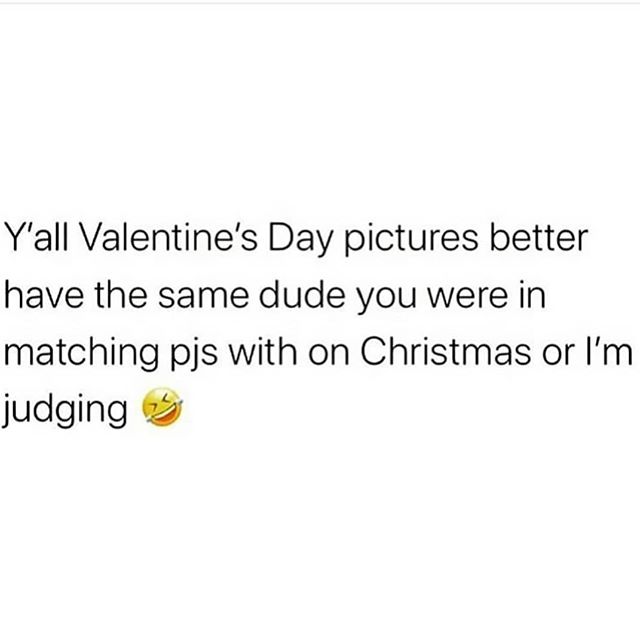 Y'all Valentine's Day pictures better
have the same dude you were in
matching pjs with on Christmas or I'm
judging 🤣